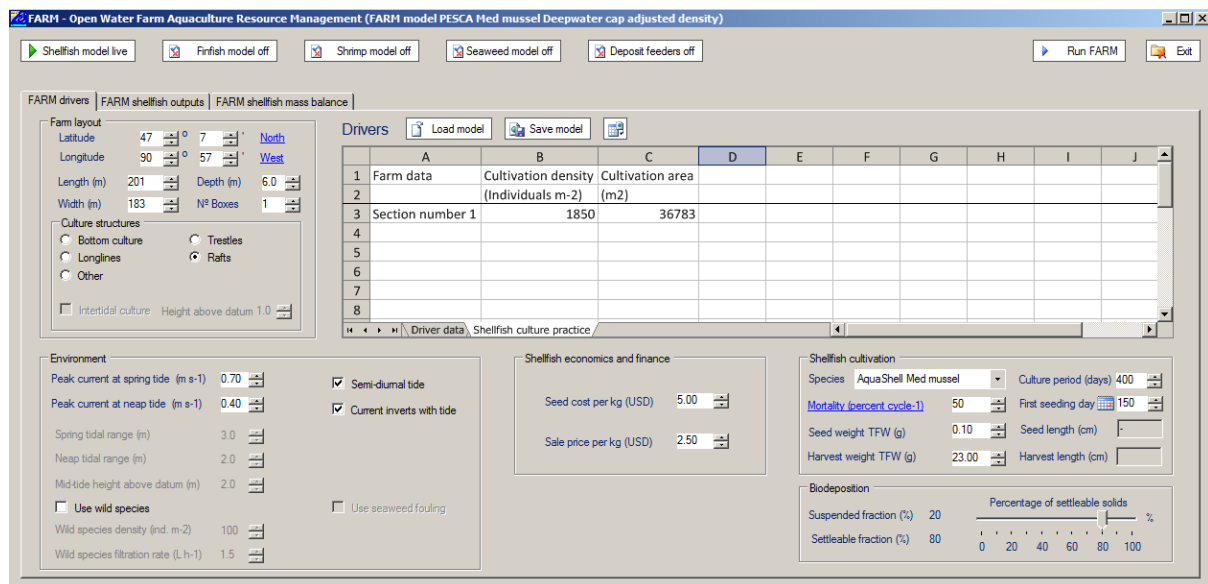 FARM - Open Water Farm Aquaculture Resource Management (FARM model PESCA Med mussel Deepwater cap adjusted density)
Shellfish model live Finfish model off Shrimp model off Seaweed model off Deposit feeders off Run FARM Exit
FARM drivers FARM shellfish outputs FARM shellfish mass balance
Farm layout
Latitude 47 º 7 ' North
Longitude 90 º 57 ' West
Length (m) 201 Depth (m) 6.0
Width (m) 183 Nº Boxes 1
Culture structures
Bottom culture Trestles
Longlines Rafts
Other
Intertidal culture Height above datum 1.0
Drivers Load model Save model
A B C D E F G H I J
1 Farm data Cultivation density Cultivation area
2 (Individuals m-2) (m2)
3 Section number 1 1850 36783
4
5
6
7
8
Driver data Shellfish culture practice
Environment
Peak current at spring tide (m s-1) 0.70 Semi-diurnal tide
Peak current at neap tide (m s-1) 0.40 Current inverts with tide
Spring tidal range (m) 3.0
Neap tidal range (m) 2.0
Mid-tide height above datum (m) 2.0
Use wild species Use seaweed fouling
Wild species density (ind. m-2) 100
Wild species filtration rate (L h-1) 1.5
Shellfish economics and finance
Seed cost per kg (USD) 5.00
Sale price per kg (USD) 2.50
Shellfish cultivation
Species AquaShell Med mussel Culture period (days) 400
Mortality (percent cycle-1) 50 First seeding day 150
Seed weight TFW (g) 0.10 Seed length (cm) -
Harvest weight TFW (g) 23.00 Harvest length (cm)
Biodeposition
Percentage of settleable solids
Suspended fraction (%) 20 %
Settleable fraction (%) 80
0 20 40 60 80 100